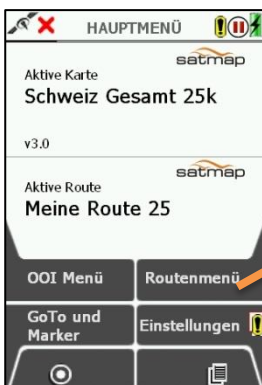 HAUPTMENÜ
satmap
Aktive Karte
Schweiz Gesamt 25k
v3.0
satmap
Aktive Route
Meine Route 25
OOI Menü
Routenmenü
GoTo und
Marker
Einstellungen